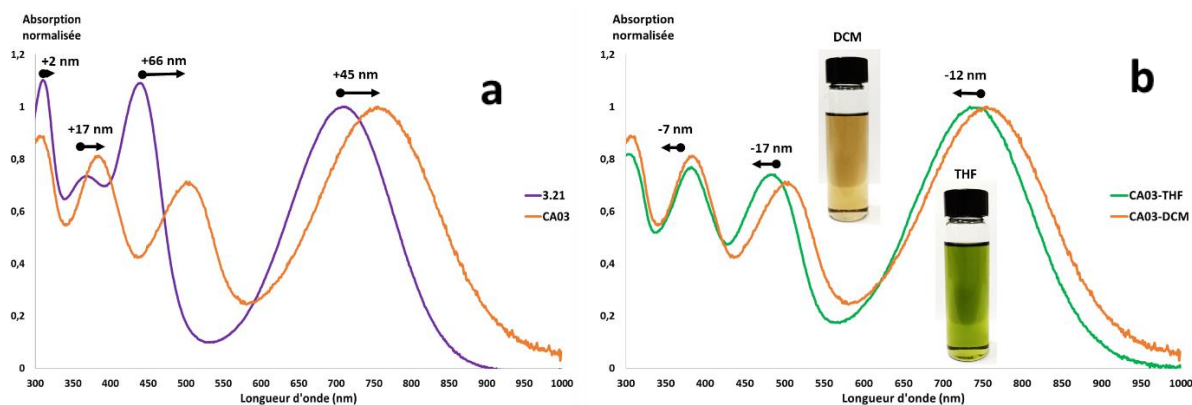 Absorption
normalisée
+2 nm
+66 nm
+17 nm
+45 nm
a
1,2
1
0,8
0,6
0,4
0,2
0
300 350 400 450 500 550 600 650 700 750 800 850 900 950 1000
Longueur d'onde (nm)
3.21
CA03
Absorption
normalisée
DCM
-12 nm
b
-7 nm
-17 nm
THF
1,2
1
0,8
0,6
0,4
0,2
0
300 350 400 450 500 550 600 650 700 750 800 850 900 950 1000
Longueur d'onde (nm)
CA03-THF
CA03-DCM